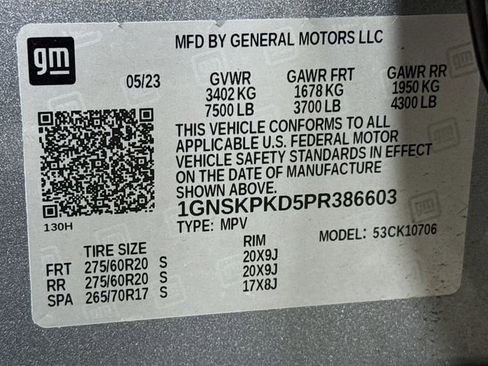 gm
MFD BY GENERAL MOTORS LLC
05/23 GVWR GAWR FRT GAWR RR
3402 KG 1678 KG 1950 KG
7500 LB 3700 LB 4300 LB
THIS VEHICLE CONFORMS TO ALL
APPLICABLE U.S. FEDERAL MOTOR
VEHICLE SAFETY STANDARDS IN EFFECT
ON THE DATE OF MANUFACTURE
SHOWN ABOVE.
1GNSKPKD5PR386603
130H
TYPE: MPV MODEL: 53CK10706
TIRE SIZE RIM
FRT 275/60R20 S 20X9J
RR 275/60R20 S 20X9J
SPA 265/70R17 S 17X8J